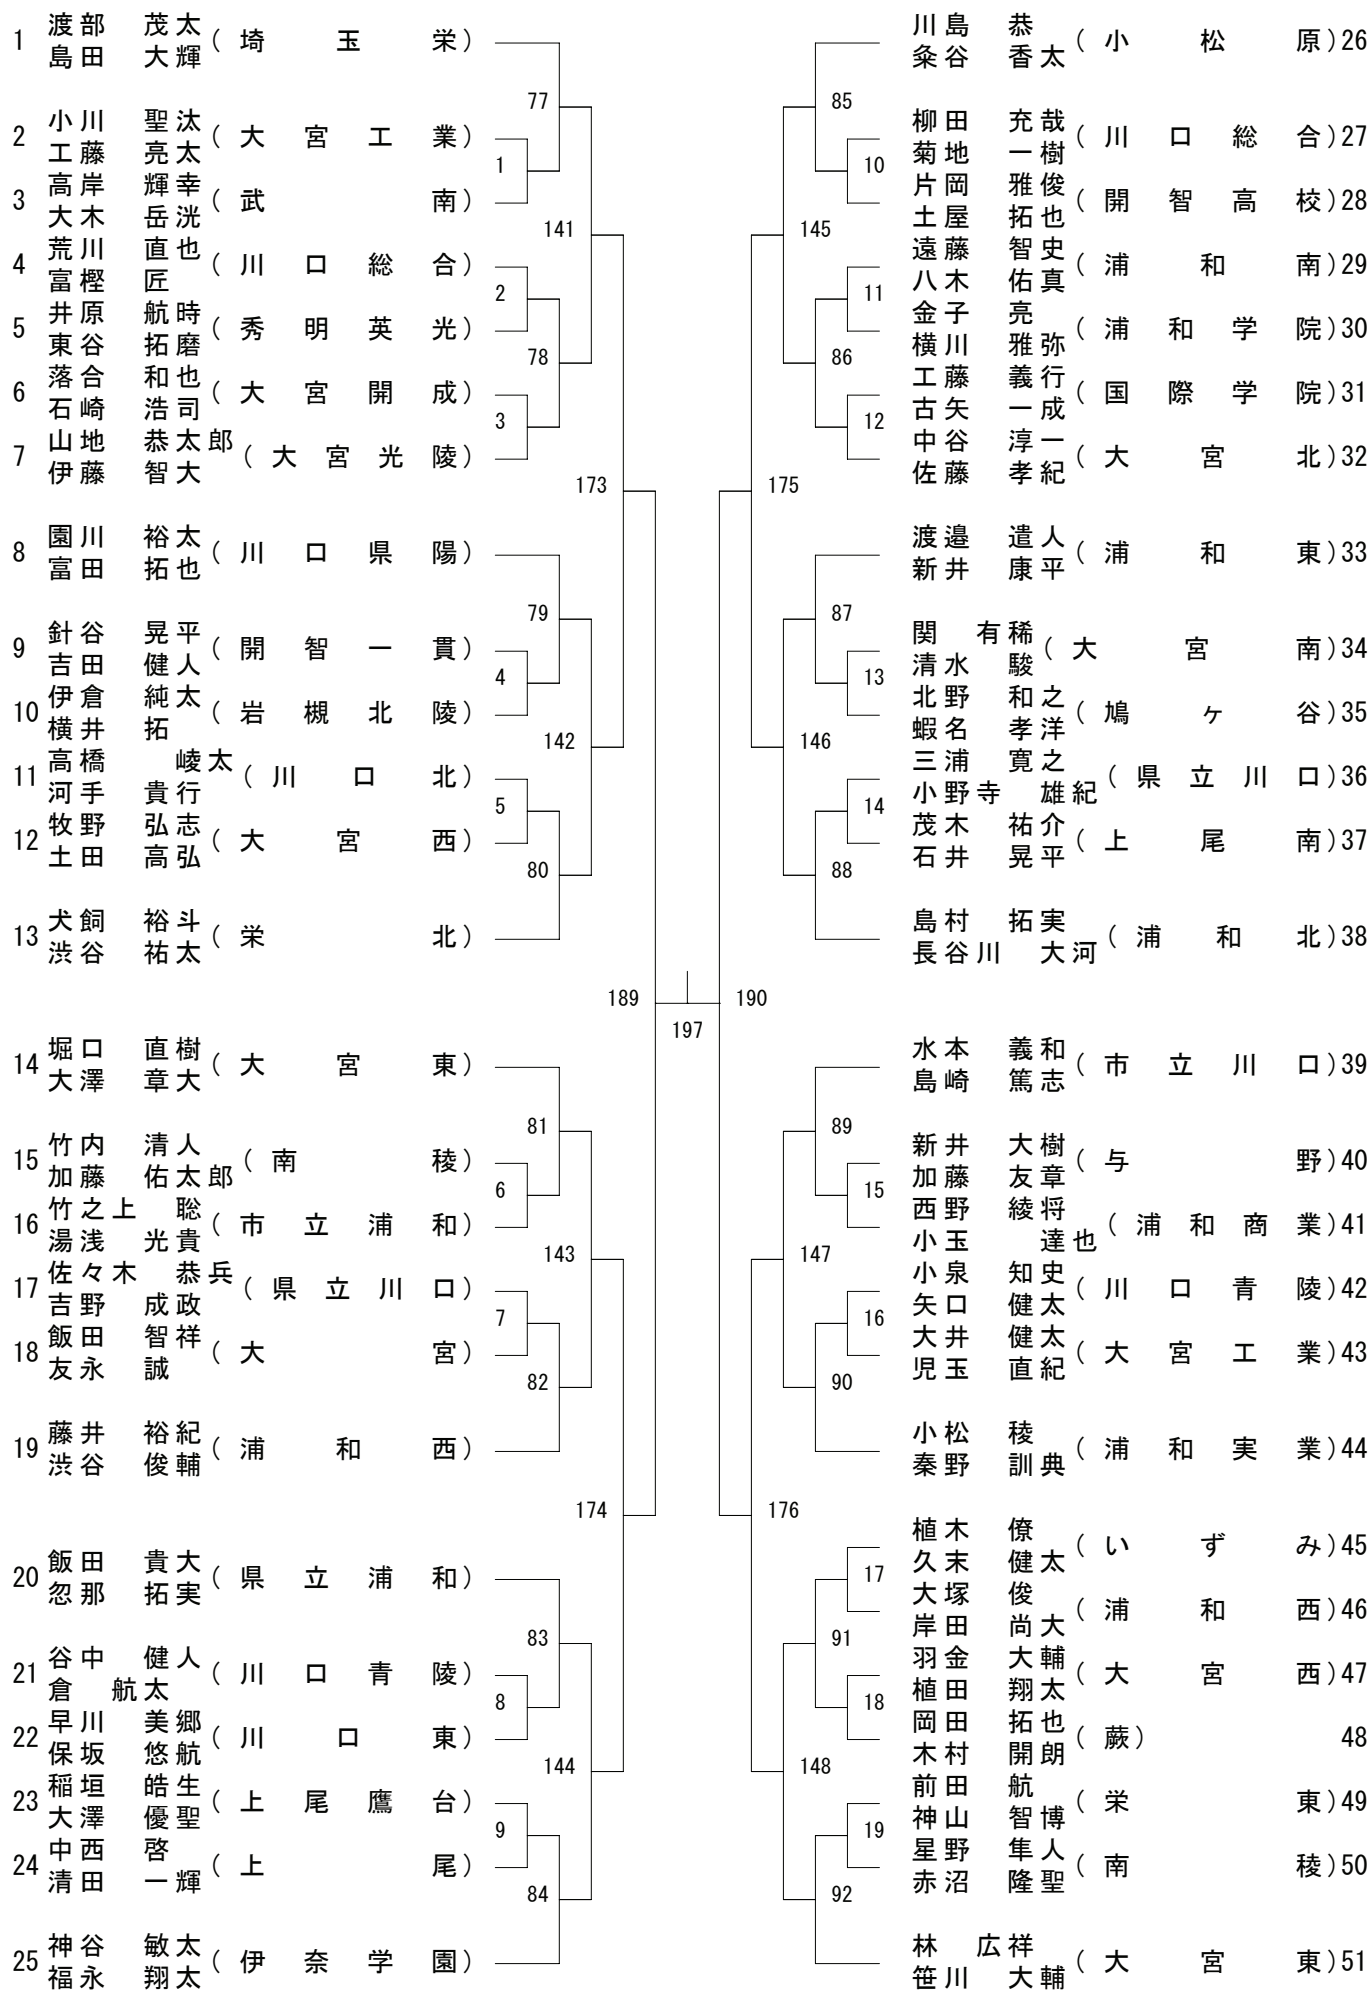 1 渡部 茂太 島田 大輝 (埼玉栄)
2 小川 聖汰 工藤 亮太 (大宮工業)
3 高岸 輝幸 大木 岳洸 (武南)
4 荒川 直也 富樫 匠 (川口総合)
5 井原 航時 東谷 拓磨 (秀明英光)
6 落合 和也 石崎 浩司 (大宮開成)
7 山地 恭太郎 伊藤 智大 (大宮光陵)
8 園川 裕太 富田 拓也 (川口県陽)
9 針谷 晃平 吉田 健人 (開智一貫)
10 伊倉 純太 横井 拓 (岩槻北陵)
11 高橋 崚太 河手 貴行 (川口北)
12 牧野 弘志 土田 高弘 (大宮西)
13 犬飼 裕斗 渋谷 祐太 (栄北)
14 堀口 直樹 大澤 章大 (大宮東)
15 竹内 清人 加藤 佑太郎 (南稜)
16 竹之上 聡 湯浅 光貴 (市立浦和)
17 佐々木 恭兵 吉野 成政 (県立川口)
18 飯田 智祥 友永 誠 (大宮)
19 藤井 裕紀 渋谷 俊輔 (浦和西)
20 飯田 貴大 忽那 拓実 (県立浦和)
21 谷中 健人 倉 航太 (川口青陵)
22 早川 美郷 保坂 悠航 (川口東)
23 稲垣 皓生 大澤 優聖 (上尾鷹台)
24 中西 啓 清田 一輝 (上尾)
25 神谷 敏太 福永 翔太 (伊奈学園)
77
1
141
2
78
3
173
79
4
142
5
80
189
81
6
143
7
82
174
83
8
144
9
84
197
85
10
145
11
86
12
175
87
13
146
14
88
190
89
15
147
16
90
176
17
91
18
148
19
92
川島 恭 粂谷 香太 (小松原)26
柳田 充哉 菊地 一樹 (川口総合)27
片岡 雅俊 土屋 拓也 (開智高校)28
遠藤 智史 八木 佑真 (浦和南)29
金子 亮 横川 雅弥 (浦和学院)30
工藤 義行 古矢 一成 (国際学院)31
中谷 淳一 佐藤 孝紀 (大宮北)32
渡邉 遣人 新井 康平 (浦和東)33
関 有稀 清水 駿 (大宮南)34
北野 和之 蝦名 孝洋 (鳩ヶ谷)35
三浦 寛之 小野寺 雄紀 (県立川口)36
茂木 祐介 石井 晃平 (上尾南)37
島村 拓実 長谷川 大河 (浦和北)38
水本 義和 島崎 篤志 (市立川口)39
新井 大樹 加藤 友章 (与野)40
西野 綾将 小玉 達也 (浦和商業)41
小泉 知史 矢口 健太 (川口青陵)42
大井 健太 児玉 直紀 (大宮工業)43
小松 稜 秦野 訓典 (浦和実業)44
植木 僚 久末 健太 (いずみ)45
大塚 俊 岸田 尚大 (浦和西)46
羽金 大輔 植田 翔太 (大宮西)47
岡田 拓也 木村 開朗 (蕨) 48
前田 航 神山 智博 (栄東)49
星野 隼人 赤沼 隆聖 (南稜)50
林 広祥 笹川 大輔 (大宮東)51